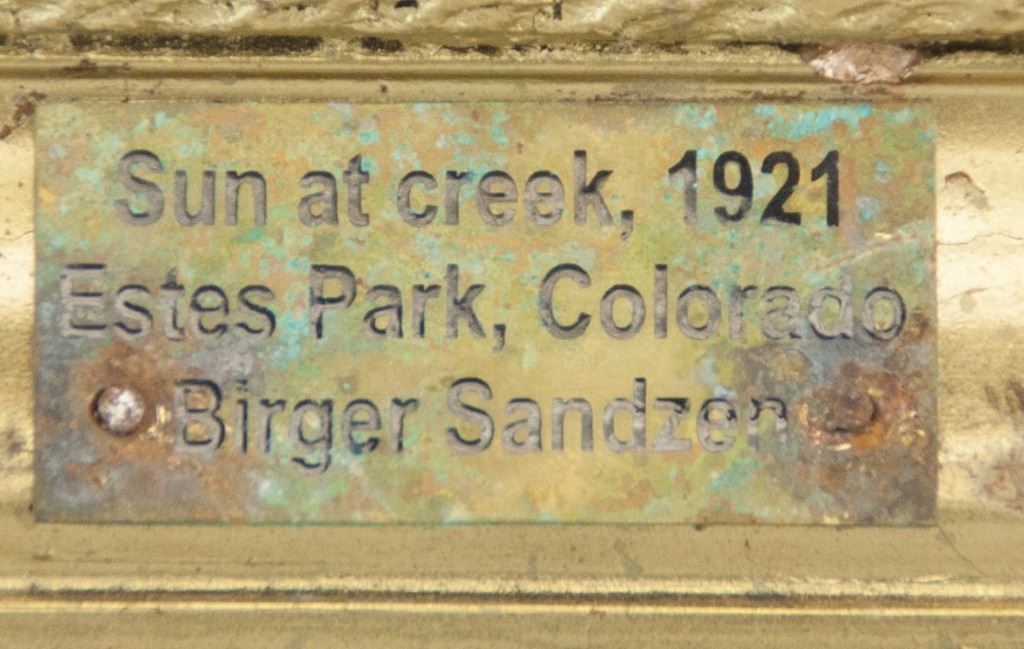 Sun at creek, 1921
Estes Park, Colorado
Birger Sandzen